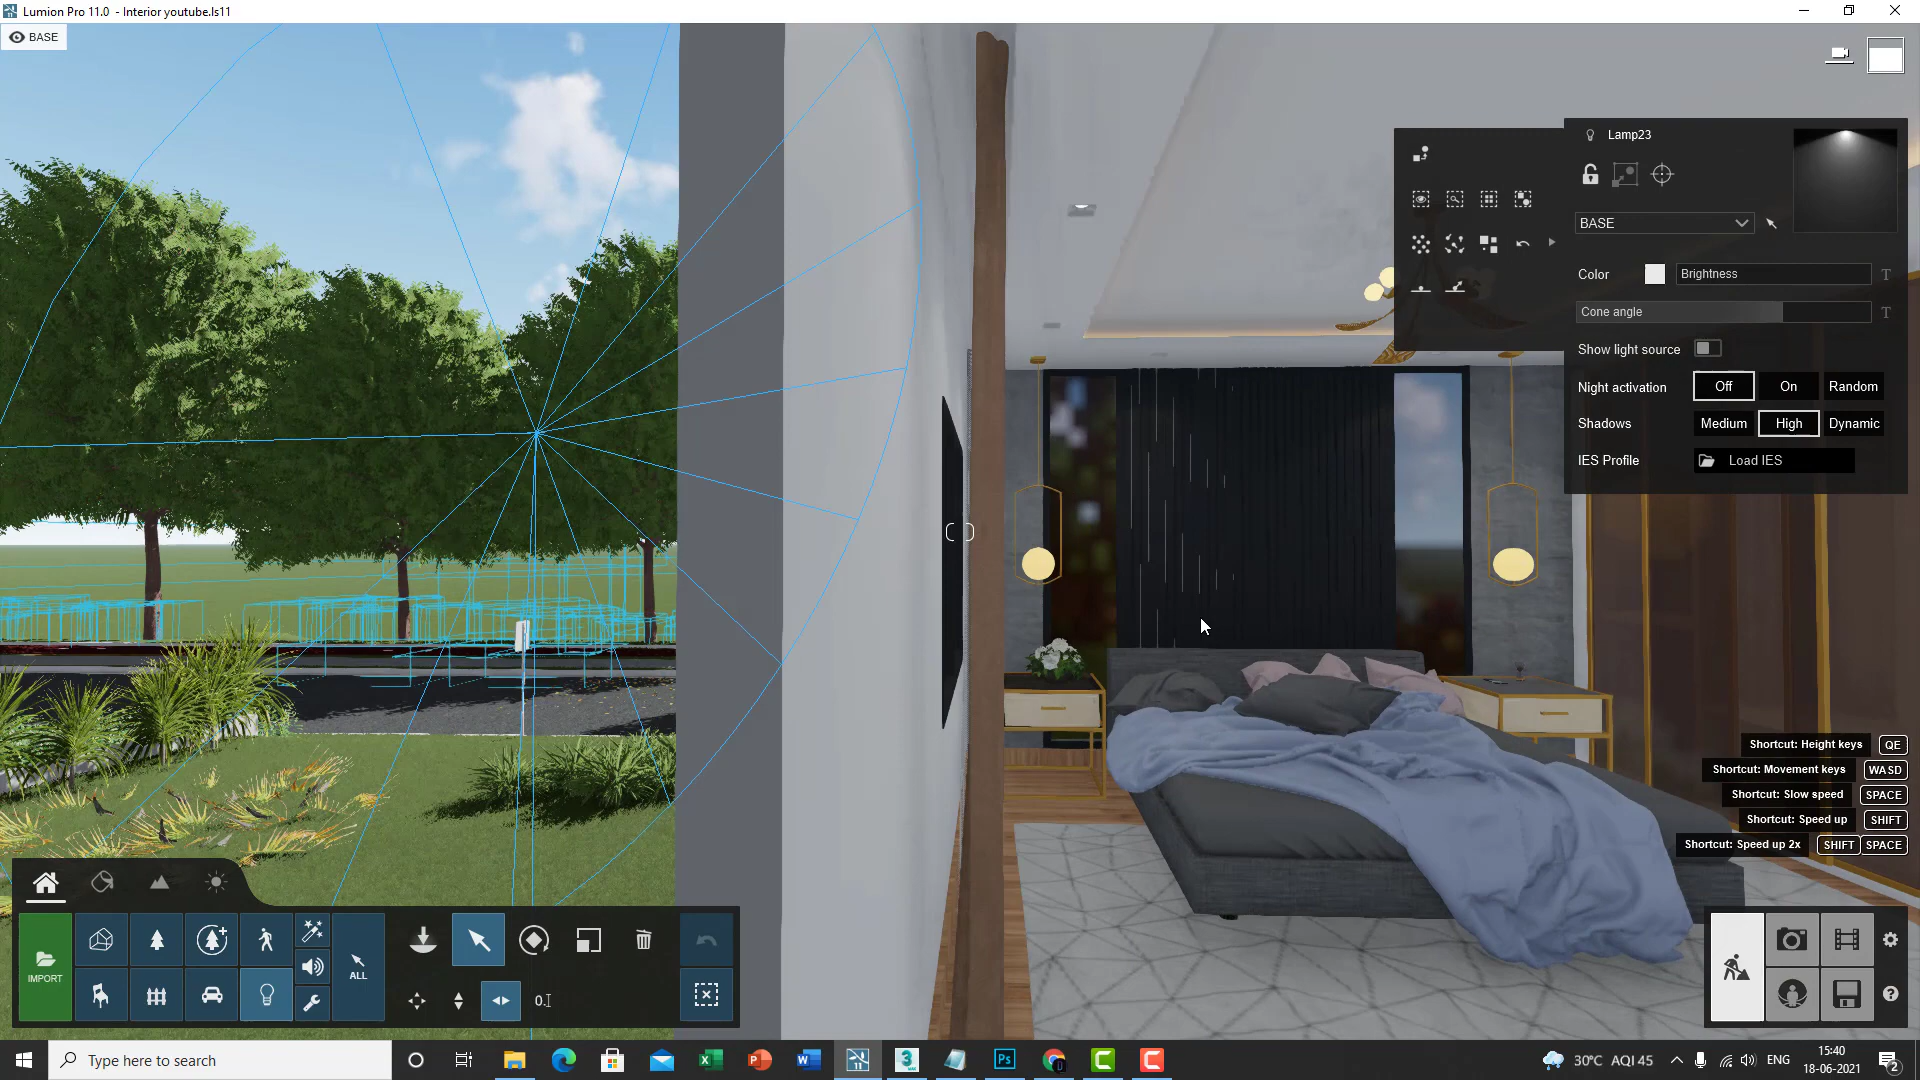 Lumion Pro 11.0 - Interior youtube.ls11
BASE
Lamp23
BASE
Color
Brightness
T
Cone angle
T
Show light source
Night activation
Off
On
Random
Shadows
Medium
High
Dynamic
IES Profile
Load IES
Shortcut: Height keys
QE
Shortcut: Movement keys
WASD
Shortcut: Slow speed
SPACE
Shortcut: Speed up
SHIFT
Shortcut: Speed up 2x
SHIFT
SPACE
IMPORT
ALL
0.
Type here to search
Ps
30°C AQI 45
ENG
15:40
18-06-2021
2